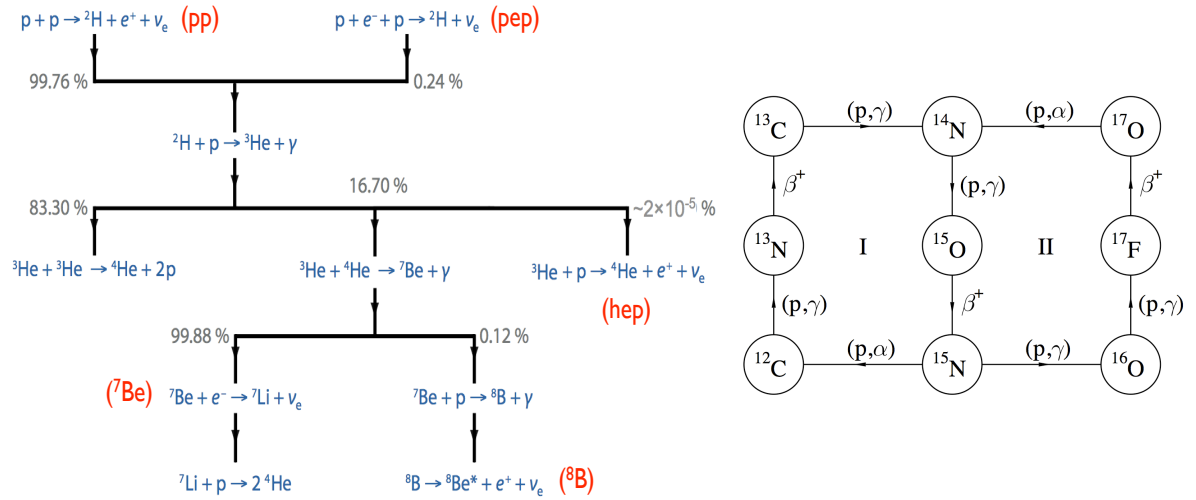 p + p → ²H + e⁺ + νₑ (pp)
p + e⁻ + p → ²H + νₑ (pep)
99.76 %
0.24 %
²H + p → ³He + γ
16.70 %
83.30 %
~2×10⁻⁵ %
³He + ³He → ⁴He + 2p
³He + ⁴He → ⁷Be + γ
³He + p → ⁴He + e⁺ + νₑ
(hep)
99.88 %
0.12 %
(⁷Be) ⁷Be + e⁻ → ⁷Li + νₑ
⁷Be + p → ⁸B + γ
⁷Li + p → 2 ⁴He
⁸B → ⁸Be* + e⁺ + νₑ (⁸B)
¹³C (p,γ) ¹⁴N (p,α) ¹⁷O
β⁺ (p,γ) β⁺
¹³N I ¹⁵O II ¹⁷F
(p,γ) β⁺ (p,γ)
¹²C (p,α) ¹⁵N (p,γ) ¹⁶O